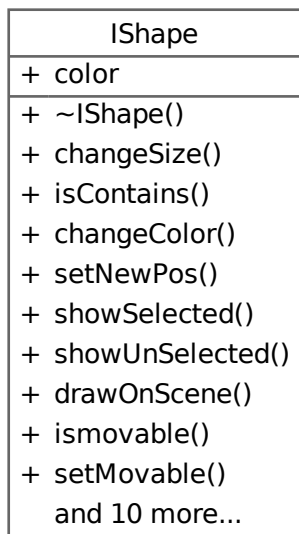 IShape
+ color
+ ~IShape()
+ changeSize()
+ isContains()
+ changeColor()
+ setNewPos()
+ showSelected()
+ showUnSelected()
+ drawOnScene()
+ ismovable()
+ setMovable()
and 10 more...